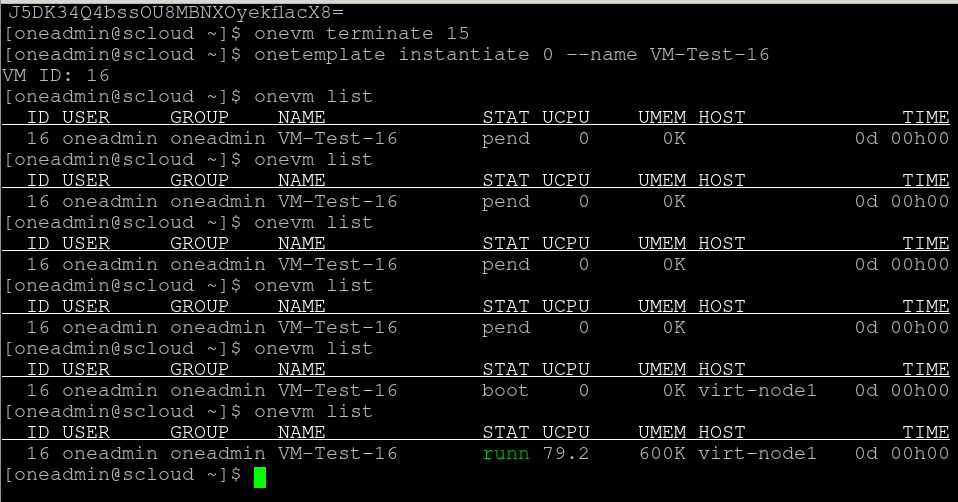 J5DK34Q4bssOU8MBNXOyekflacX8=
[oneadmin@scloud ~]$ onevm terminate 15
[oneadmin@scloud ~]$ onetemplate instantiate 0 --name VM-Test-16
VM ID: 16
[oneadmin@scloud ~]$ onevm list
ID USER GROUP NAME STAT UCPU UMEM HOST TIME
16 oneadmin oneadmin VM-Test-16 pend 0 0K 0d 00h00
[oneadmin@scloud ~]$ onevm list
ID USER GROUP NAME STAT UCPU UMEM HOST TIME
16 oneadmin oneadmin VM-Test-16 pend 0 0K 0d 00h00
[oneadmin@scloud ~]$ onevm list
ID USER GROUP NAME STAT UCPU UMEM HOST TIME
16 oneadmin oneadmin VM-Test-16 pend 0 0K 0d 00h00
[oneadmin@scloud ~]$ onevm list
ID USER GROUP NAME STAT UCPU UMEM HOST TIME
16 oneadmin oneadmin VM-Test-16 pend 0 0K 0d 00h00
[oneadmin@scloud ~]$ onevm list
ID USER GROUP NAME STAT UCPU UMEM HOST TIME
16 oneadmin oneadmin VM-Test-16 boot 0 0K virt-node1 0d 00h00
[oneadmin@scloud ~]$ onevm list
ID USER GROUP NAME STAT UCPU UMEM HOST TIME
16 oneadmin oneadmin VM-Test-16 runn 79.2 600K virt-node1 0d 00h00
[oneadmin@scloud ~]$